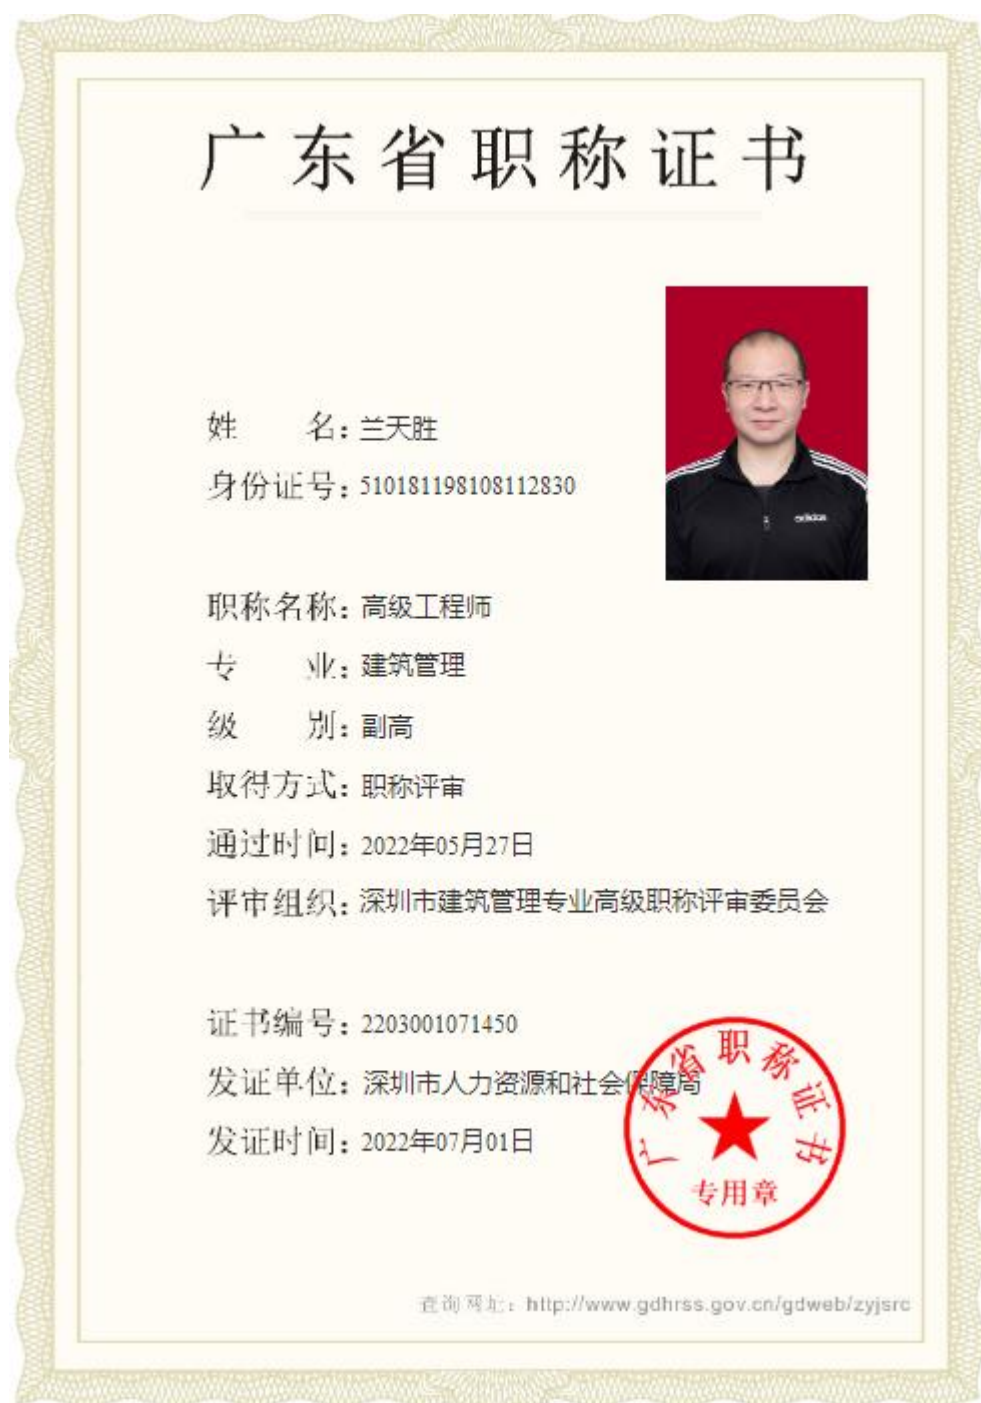 广东省职称证书
姓 名：兰天胜
身份证号：510181198108112830
adidas
职称名称：高级工程师
专 业：建筑管理
级 别：副高
取得方式：职称评审
通过时间：2022年05月27日
评审组织：深圳市建筑管理专业高级职称评审委员会
证书编号：2203001071450
发证单位：深圳市人力资源和社会保障局
发证时间：2022年07月01日
广东省职称证书
专用章
查询网址：http://www.gdhrss.gov.cn/gdweb/zyjsrc